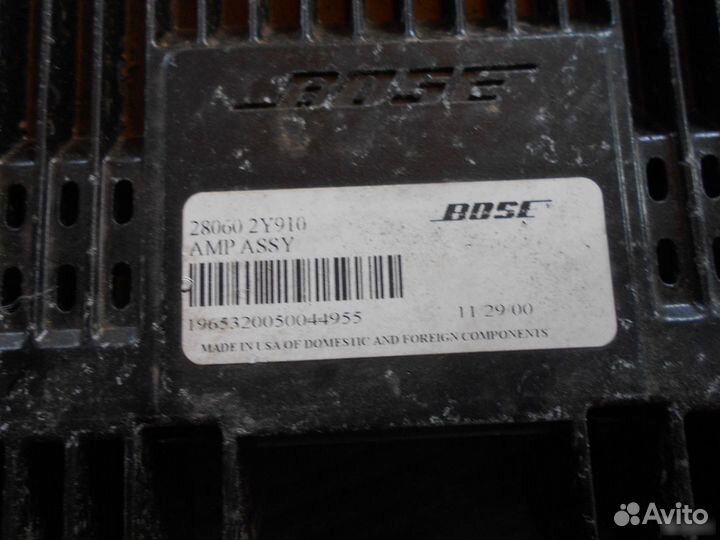 BOSE
28060 2Y910
BOSE
AMP ASSY
1965320050044955
11/29/00
MADE IN USA OF DOMESTIC AND FOREIGN COMPONENTS
Avito